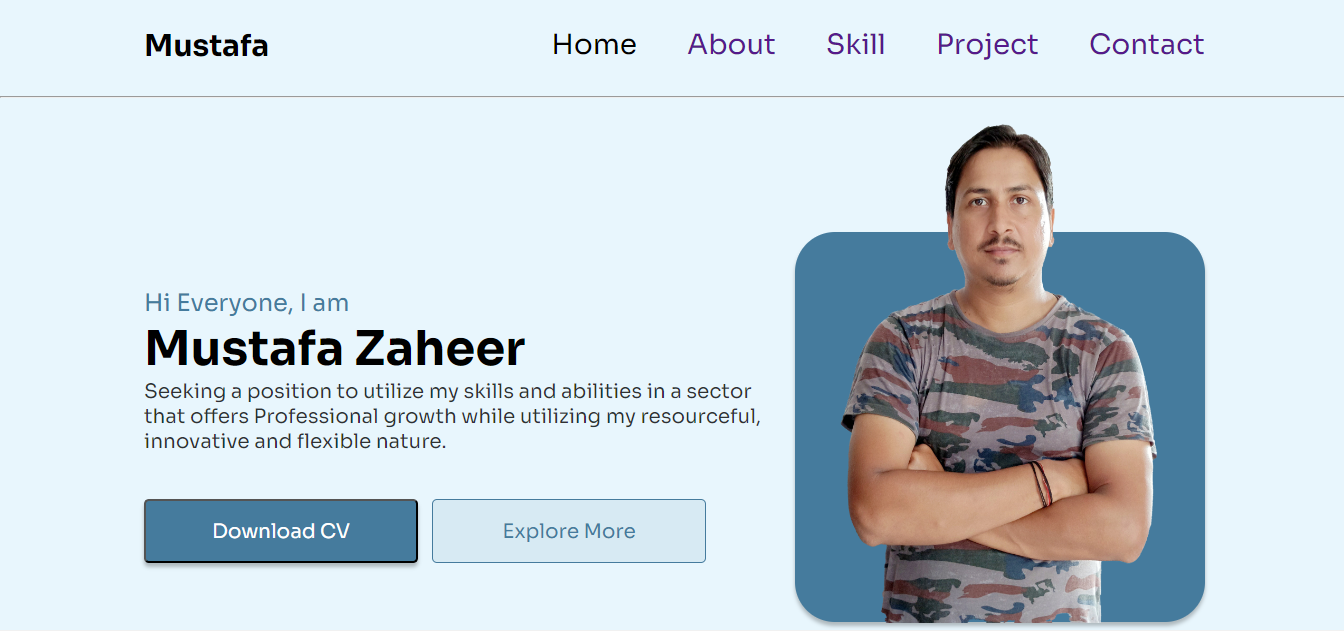 Mustafa
Home About Skill Project Contact
Hi Everyone, I am
Mustafa Zaheer
Seeking a position to utilize my skills and abilities in a sector
that offers Professional growth while utilizing my resourceful,
innovative and flexible nature.
Download CV
Explore More